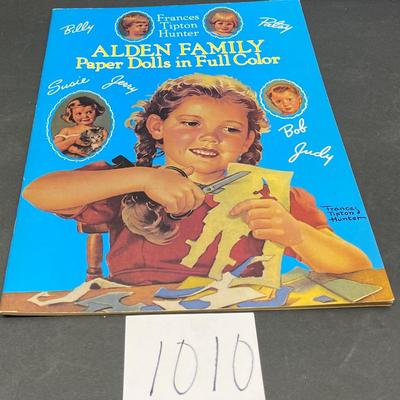 Billy
Frances
Tipton
Hunter
Patsy
ALDEN FAMILY
Paper Dolls in Full Color
Susie Jerry
Bob
Judy
Frances
Tipton
Hunter
1010